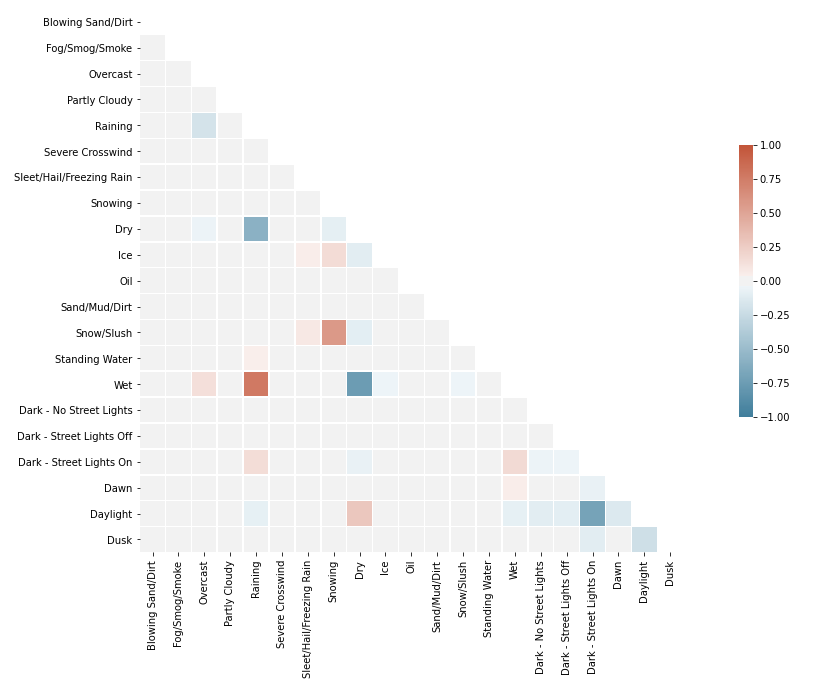 Blowing Sand/Dirt
Fog/Smog/Smoke
Overcast
Partly Cloudy
Raining
Severe Crosswind
Sleet/Hail/Freezing Rain
Snowing
Dry
Ice
Oil
Sand/Mud/Dirt
Snow/Slush
Standing Water
Wet
Dark - No Street Lights
Dark - Street Lights Off
Dark - Street Lights On
Dawn
Daylight
Dusk
Blowing Sand/Dirt
Fog/Smog/Smoke
Overcast
Partly Cloudy
Raining
Severe Crosswind
Sleet/Hail/Freezing Rain
Snowing
Dry
Ice
Oil
Sand/Mud/Dirt
Snow/Slush
Standing Water
Wet
Dark - No Street Lights
Dark - Street Lights Off
Dark - Street Lights On
Dawn
Daylight
Dusk
1.00
0.75
0.50
0.25
0.00
−0.25
−0.50
−0.75
−1.00